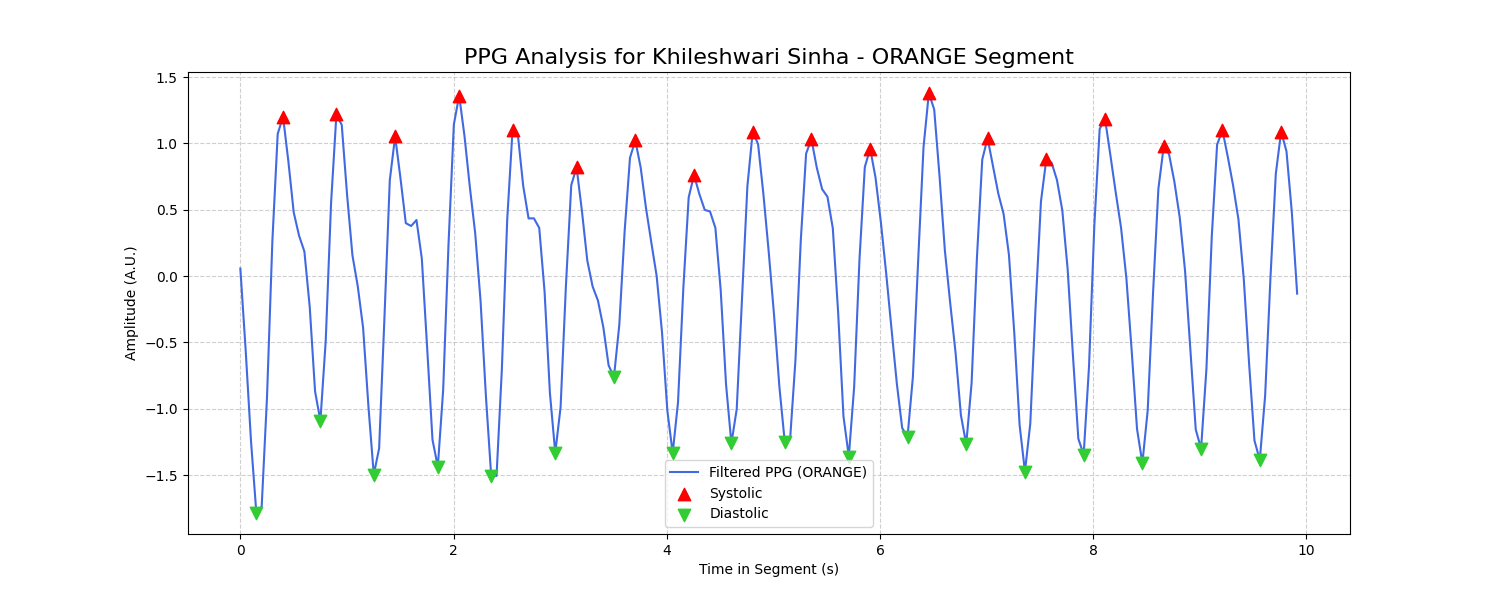 PPG Analysis for Khileshwari Sinha - ORANGE Segment
1.5
1.0
0.5
0.0
−0.5
−1.0
−1.5
Amplitude (A.U.)
Filtered PPG (ORANGE)
Systolic
Diastolic
0 2 4 6 8 10
Time in Segment (s)